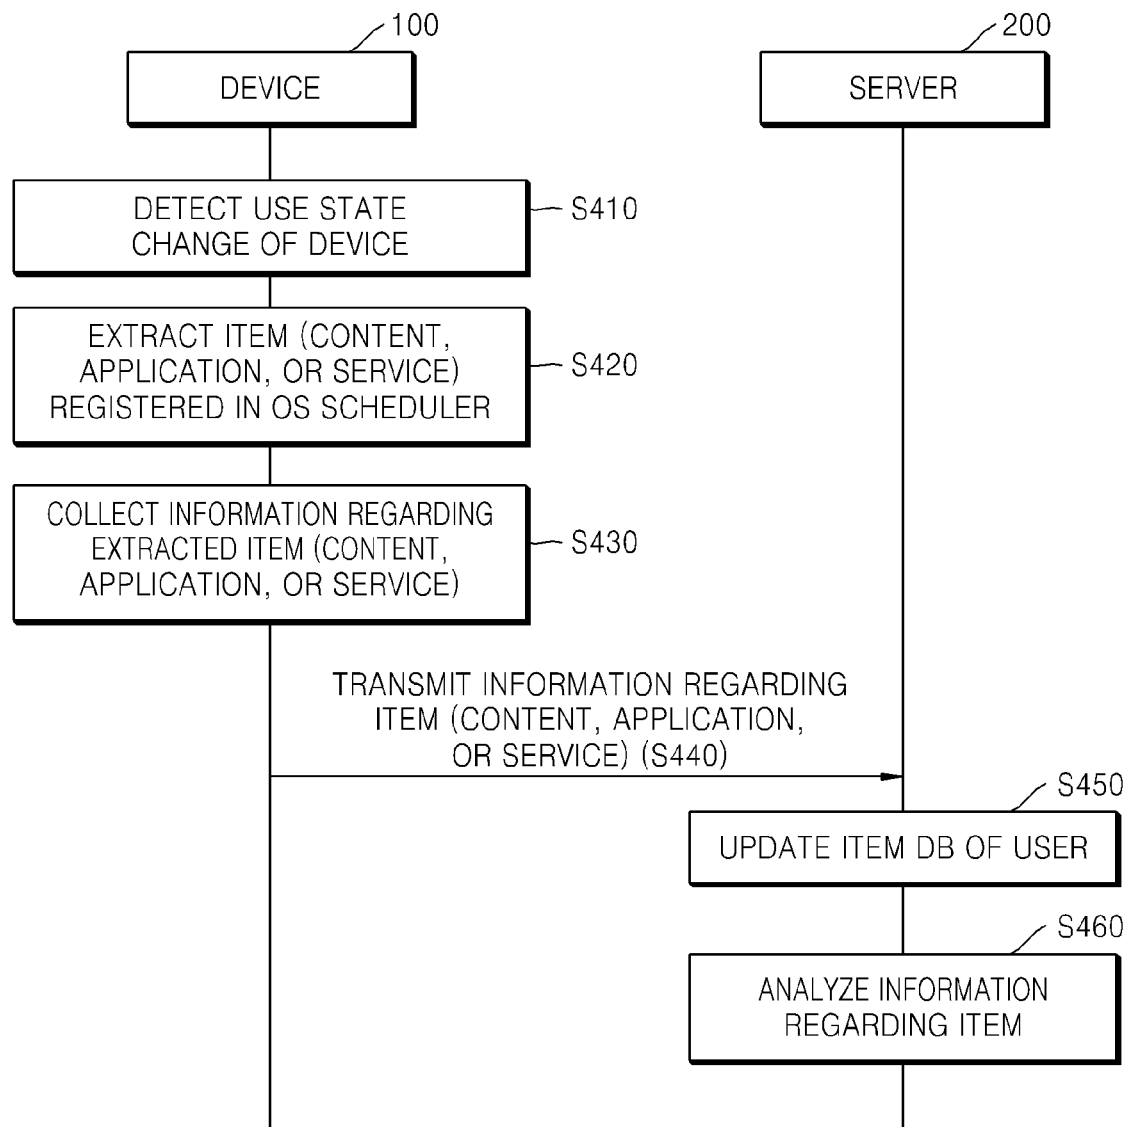 100
200
DEVICE
SERVER
DETECT USE STATE
CHANGE OF DEVICE
S410
EXTRACT ITEM (CONTENT,
APPLICATION, OR SERVICE)
REGISTERED IN OS SCHEDULER
S420
COLLECT INFORMATION REGARDING
EXTRACTED ITEM (CONTENT,
APPLICATION, OR SERVICE)
S430
TRANSMIT INFORMATION REGARDING
ITEM (CONTENT, APPLICATION,
OR SERVICE) (S440)
S450
UPDATE ITEM DB OF USER
S460
ANALYZE INFORMATION
REGARDING ITEM